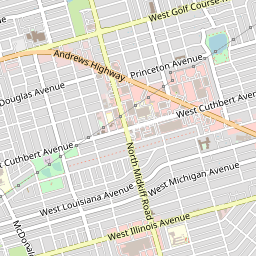 West Golf Course R
Andrews Highway
Princeton Avenue
Douglas Avenue
West Cuthbert Avenue
North Midkiff Road
Cuthbert Avenue
West Michigan Avenue
West Louisiana Avenue
McDonal
West Illinois Avenue